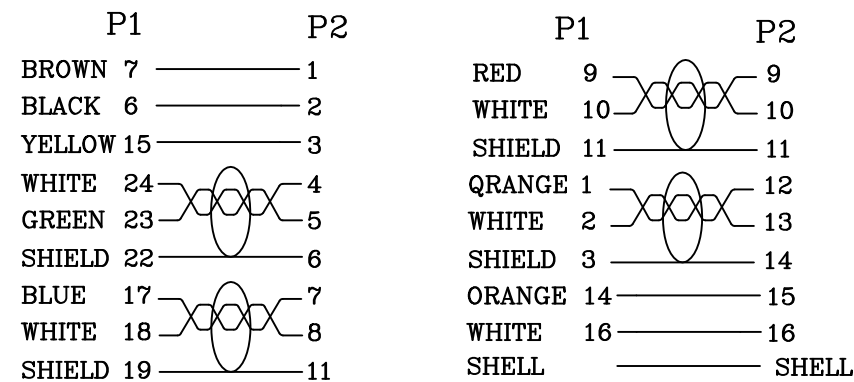 P1 P2
BROWN 7 1
BLACK 6 2
YELLOW 15 3
WHITE 24 4
GREEN 23 5
SHIELD 22 6
BLUE 17 7
WHITE 18 8
SHIELD 19 11
P1 P2
RED 9 9
WHITE 10 10
SHIELD 11 11
QRANGE 1 12
WHITE 2 13
SHIELD 3 14
ORANGE 14 15
WHITE 16 16
SHELL SHELL